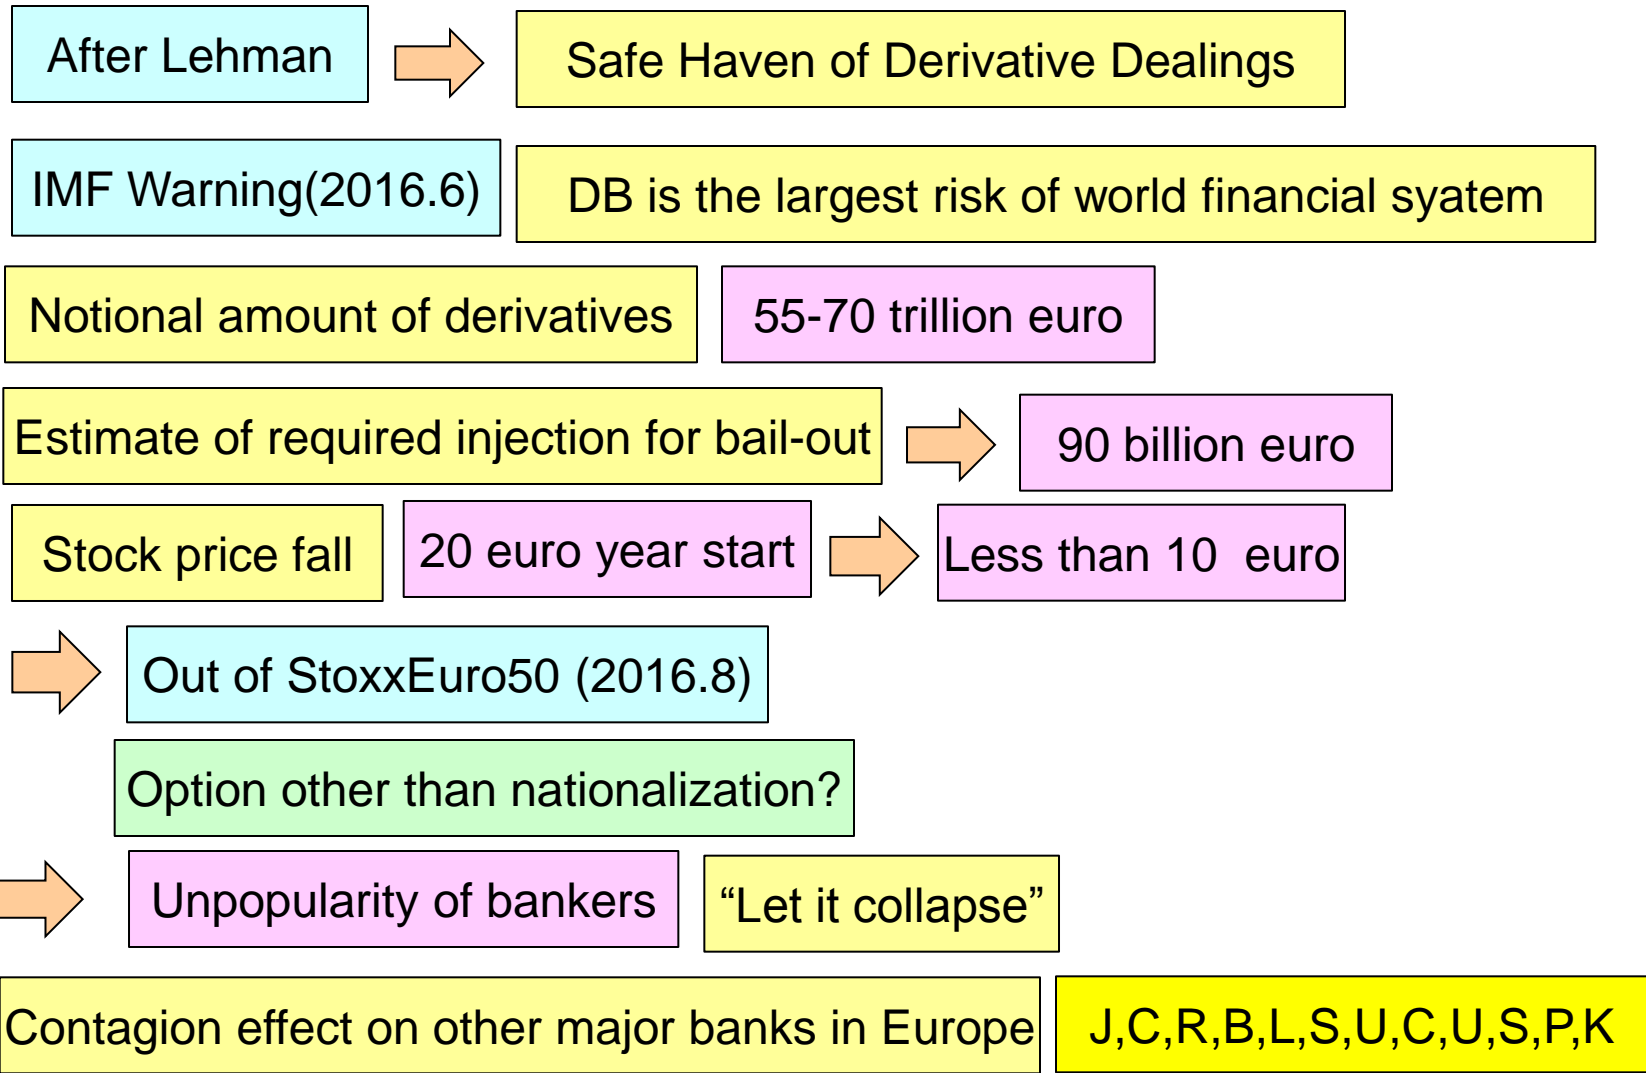 After Lehman
Safe Haven of Derivative Dealings
IMF Warning(2016.6)
DB is the largest risk of world financial syatem
Notional amount of derivatives
55-70 trillion euro
Estimate of required injection for bail-out
90 billion euro
Stock price fall
20 euro year start
Less than 10  euro
Out of StoxxEuro50 (2016.8)
Option other than nationalization?
Unpopularity of bankers
“Let it collapse”
Contagion effect on other major banks in Europe
J,C,R,B,L,S,U,C,U,S,P,K